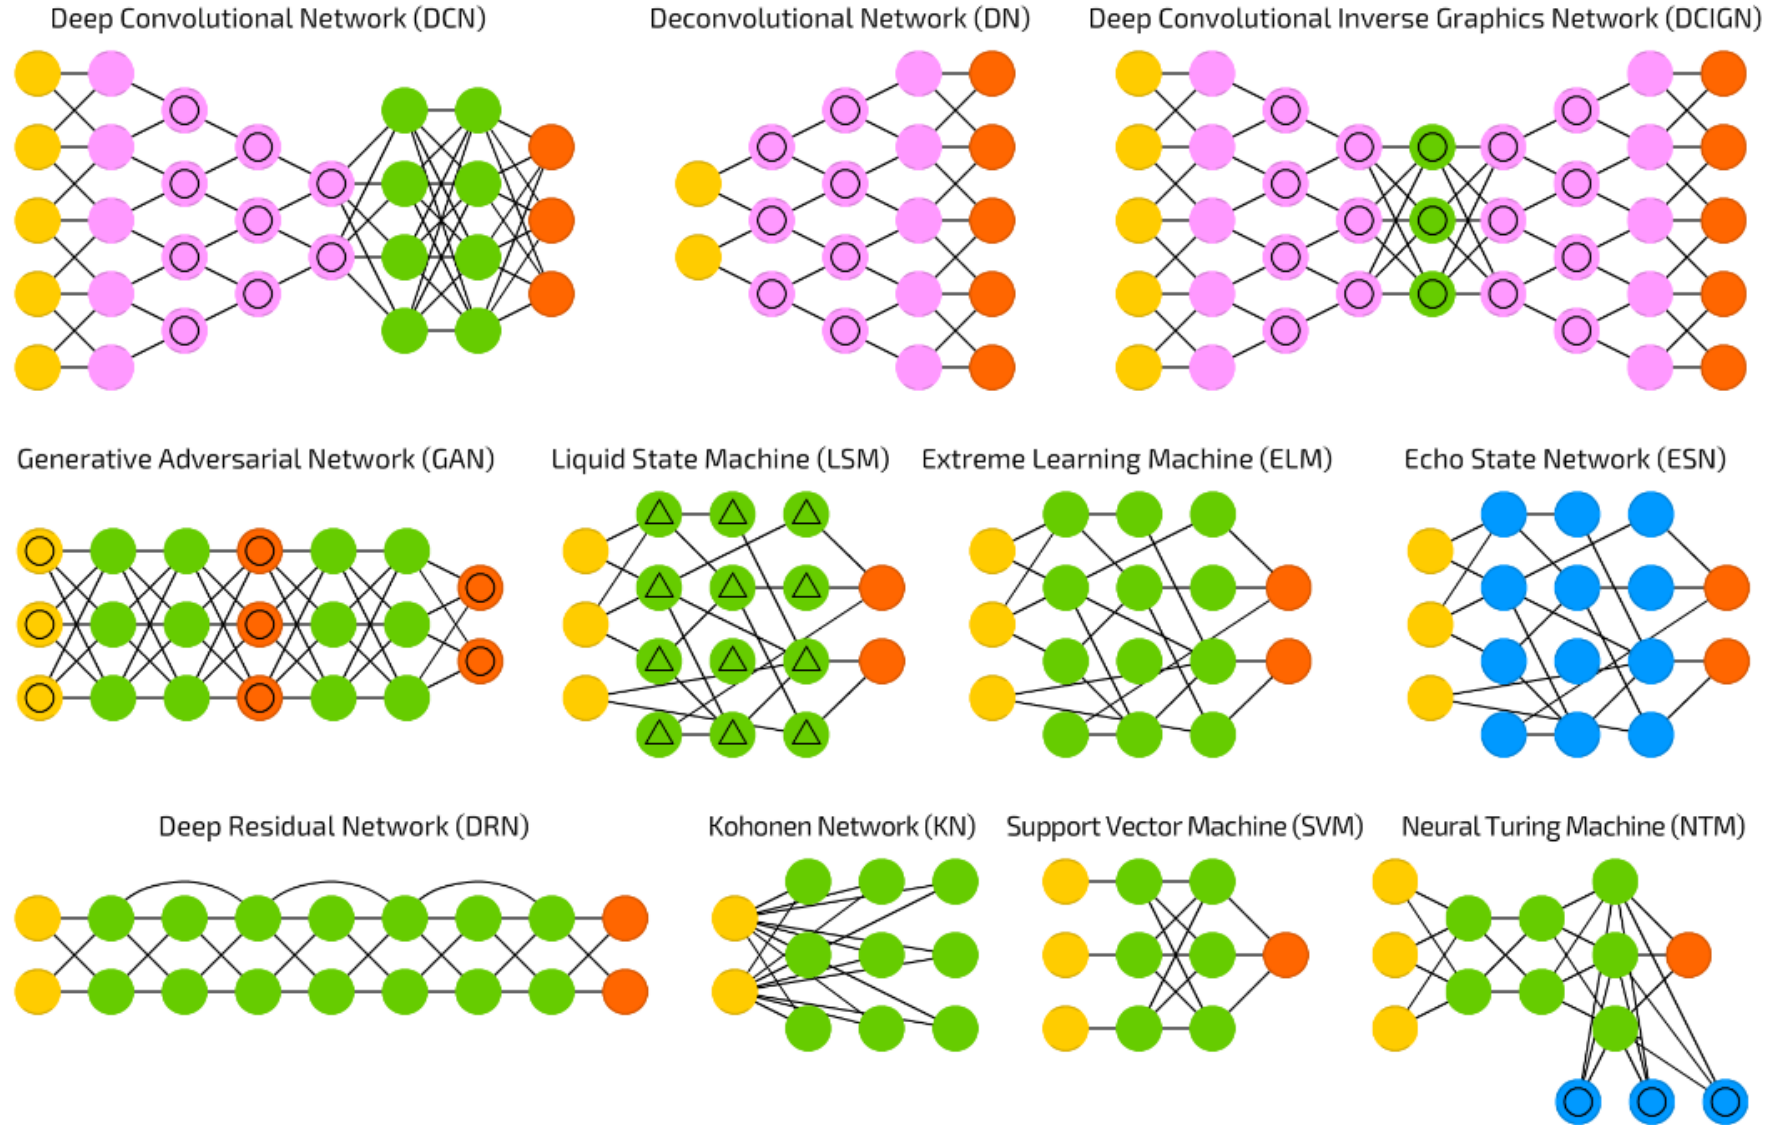 Deep Convolutional Network (DCN)
Deconvolutional Network (DN)
Deep Convolutional Inverse Graphics Network (DCIGN)
Generative Adversarial Network (GAN)
Liquid State Machine (LSM)
Extreme Learning Machine (ELM)
Echo State Network (ESN)
Deep Residual Network (DRN)
Kohonen Network (KN)
Support Vector Machine (SVM)
Neural Turing Machine (NTM)